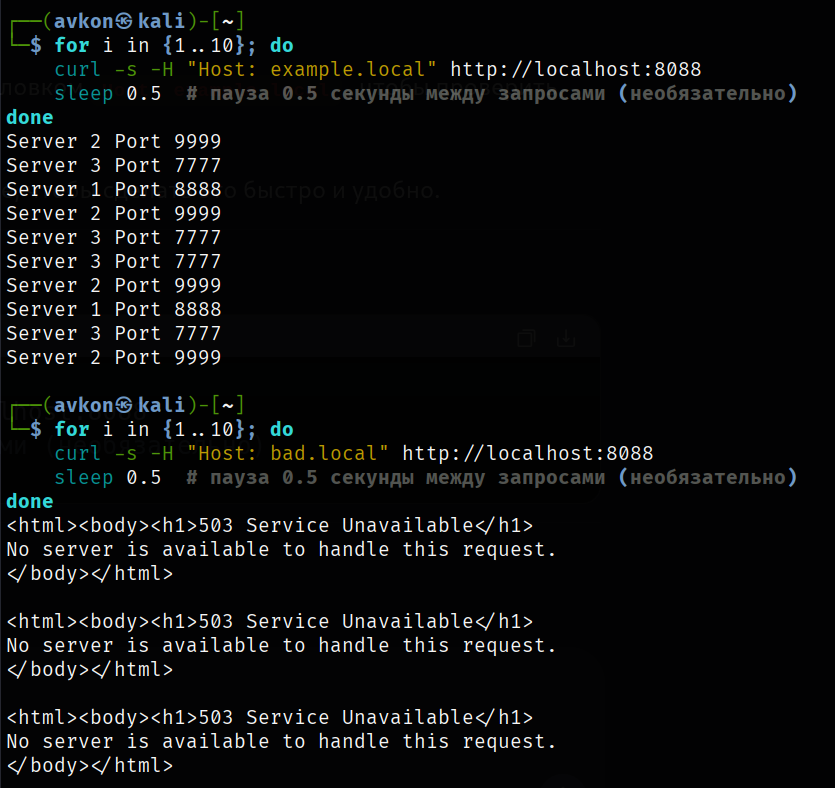 ┌──(avkon㉿kali)-[~]
└─$ for i in {1..10}; do
    curl -s -H "Host: example.local" http://localhost:8088
    sleep 0.5  # пауза 0.5 секунды между запросами (необязательно)
done
Server 2 Port 9999
Server 3 Port 7777
Server 1 Port 8888
Server 2 Port 9999
Server 3 Port 7777
Server 3 Port 7777
Server 2 Port 9999
Server 1 Port 8888
Server 3 Port 7777
Server 2 Port 9999

┌──(avkon㉿kali)-[~]
└─$ for i in {1..10}; do
    curl -s -H "Host: bad.local" http://localhost:8088
    sleep 0.5  # пауза 0.5 секунды между запросами (необязательно)
done
<html><body><h1>503 Service Unavailable</h1>
No server is available to handle this request.
</body></html>

<html><body><h1>503 Service Unavailable</h1>
No server is available to handle this request.
</body></html>

<html><body><h1>503 Service Unavailable</h1>
No server is available to handle this request.
</body></html>